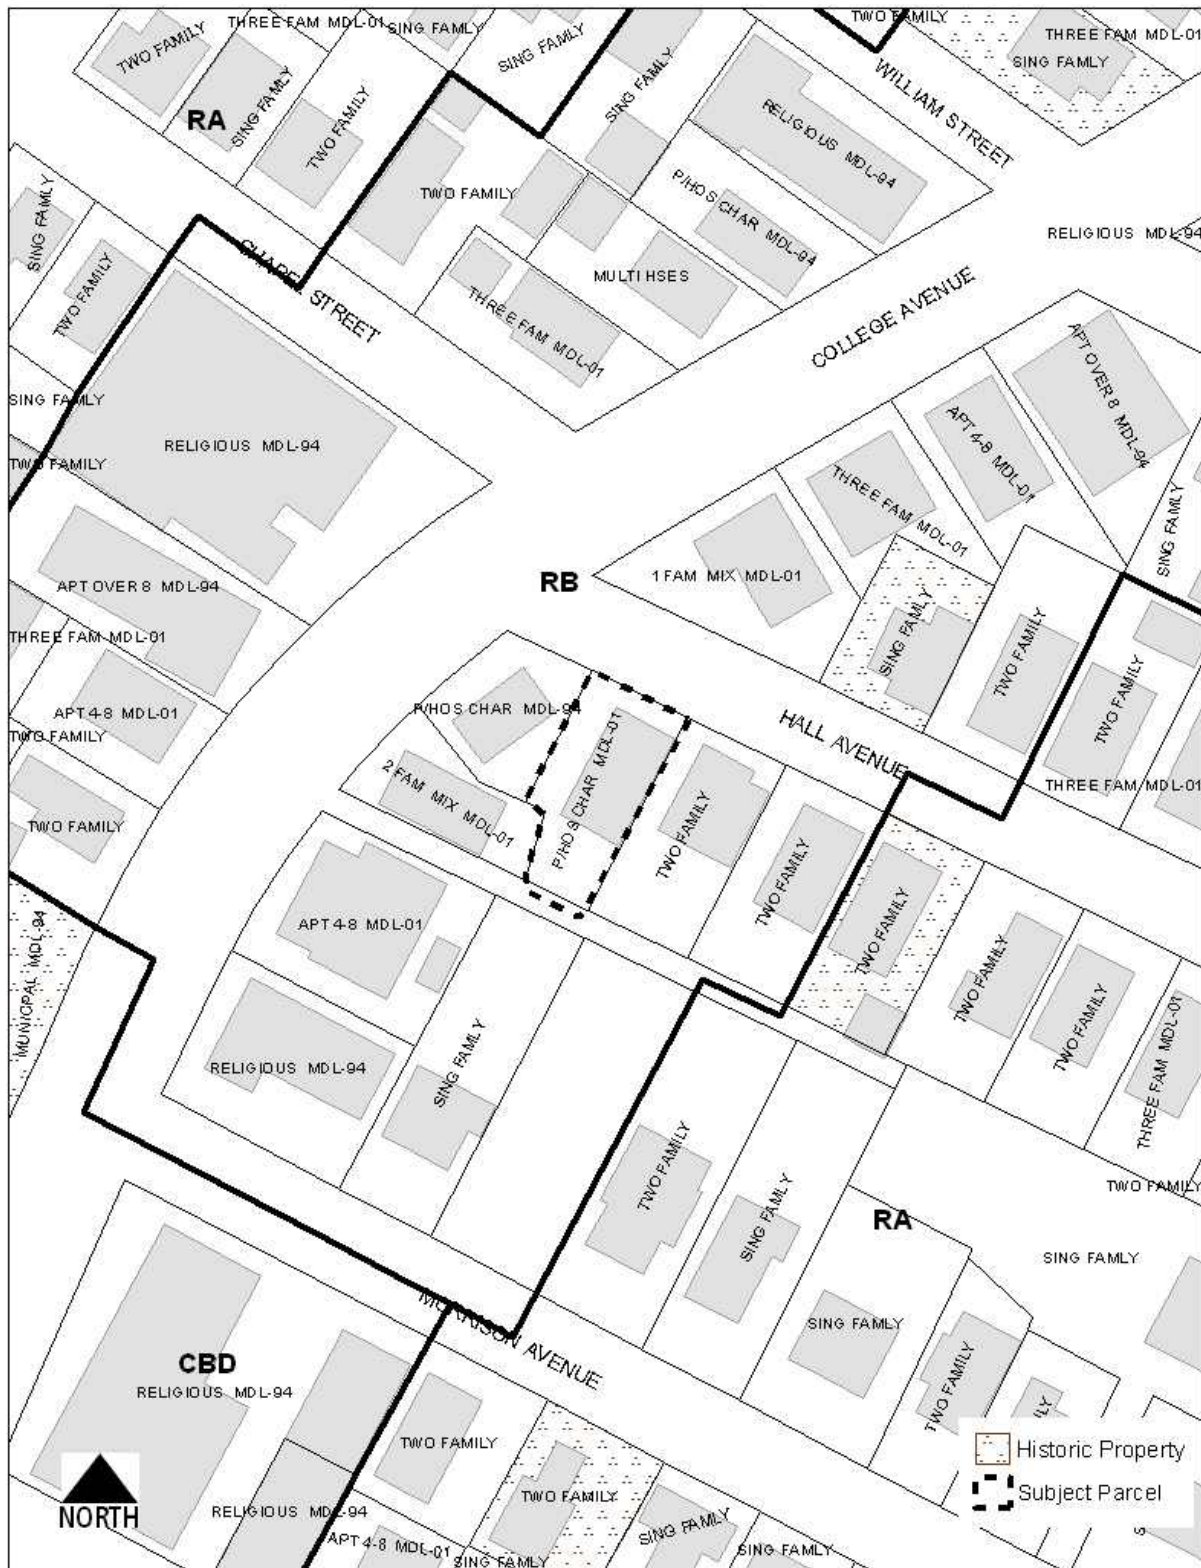 TWO FAMILY
THREE FAM MDL-01
SING FAMLY
TWO FAMILY
SING FAMLY
THREE FAM MDL-01
TWO FAMILY
SING FAMLY
RA
SING FAMLY
SING FAMLY
TWO FAMILY
WILLIAM STREET
RELIGIOUS MDL-94
TWO FAMILY
P/HOS CHAR MDL-94
SING FAMLY
TWO FAMILY
CHAPEL STREET
RELIGIOUS MDL-94
MULTI HSES
THREE FAM MDL-01
COLLEGE AVENUE
SING FAMLY
RELIGIOUS MDL-94
TWO FAMILY
APT OVER 8 MDL-94
APT 4-8 MDL-01
THREE FAM MDL-01
SING FAMLY
APT OVER 8 MDL-94
RB
1 FAM MIX MDL-01
SING FAMLY
TWO FAMILY
THREE FAM MDL-01
APT 4-8 MDL-01
TWO FAMILY
P/HOS CHAR MDL-94
P/HOS CHAR MDL-01
HALL AVENUE
TWO FAMILY
THREE FAM MDL-01
2 FAM MIX MDL-01
TWO FAMILY
TWO FAMILY
TWO FAMILY
TWO FAMILY
APT 4-8 MDL-01
MUNICPAL MDL-94
TWO FAMILY
TWO FAMILY
THREE FAM MDL-01
RELIGIOUS MDL-94
SING FAMLY
TWO FAMILY
SING FAMLY
TWO FAMILY
RA
SING FAMLY
MORRISON AVENUE
SING FAMLY
TWO FAMILY
CBD
RELIGIOUS MDL-94
TWO FAMILY
TWO FAMILY
RELIGIOUS MDL-94
APT 4-8 MDL-01
SING FAMLY
SING FAMLY
SING FAMLY
NORTH
Historic Property
Subject Parcel